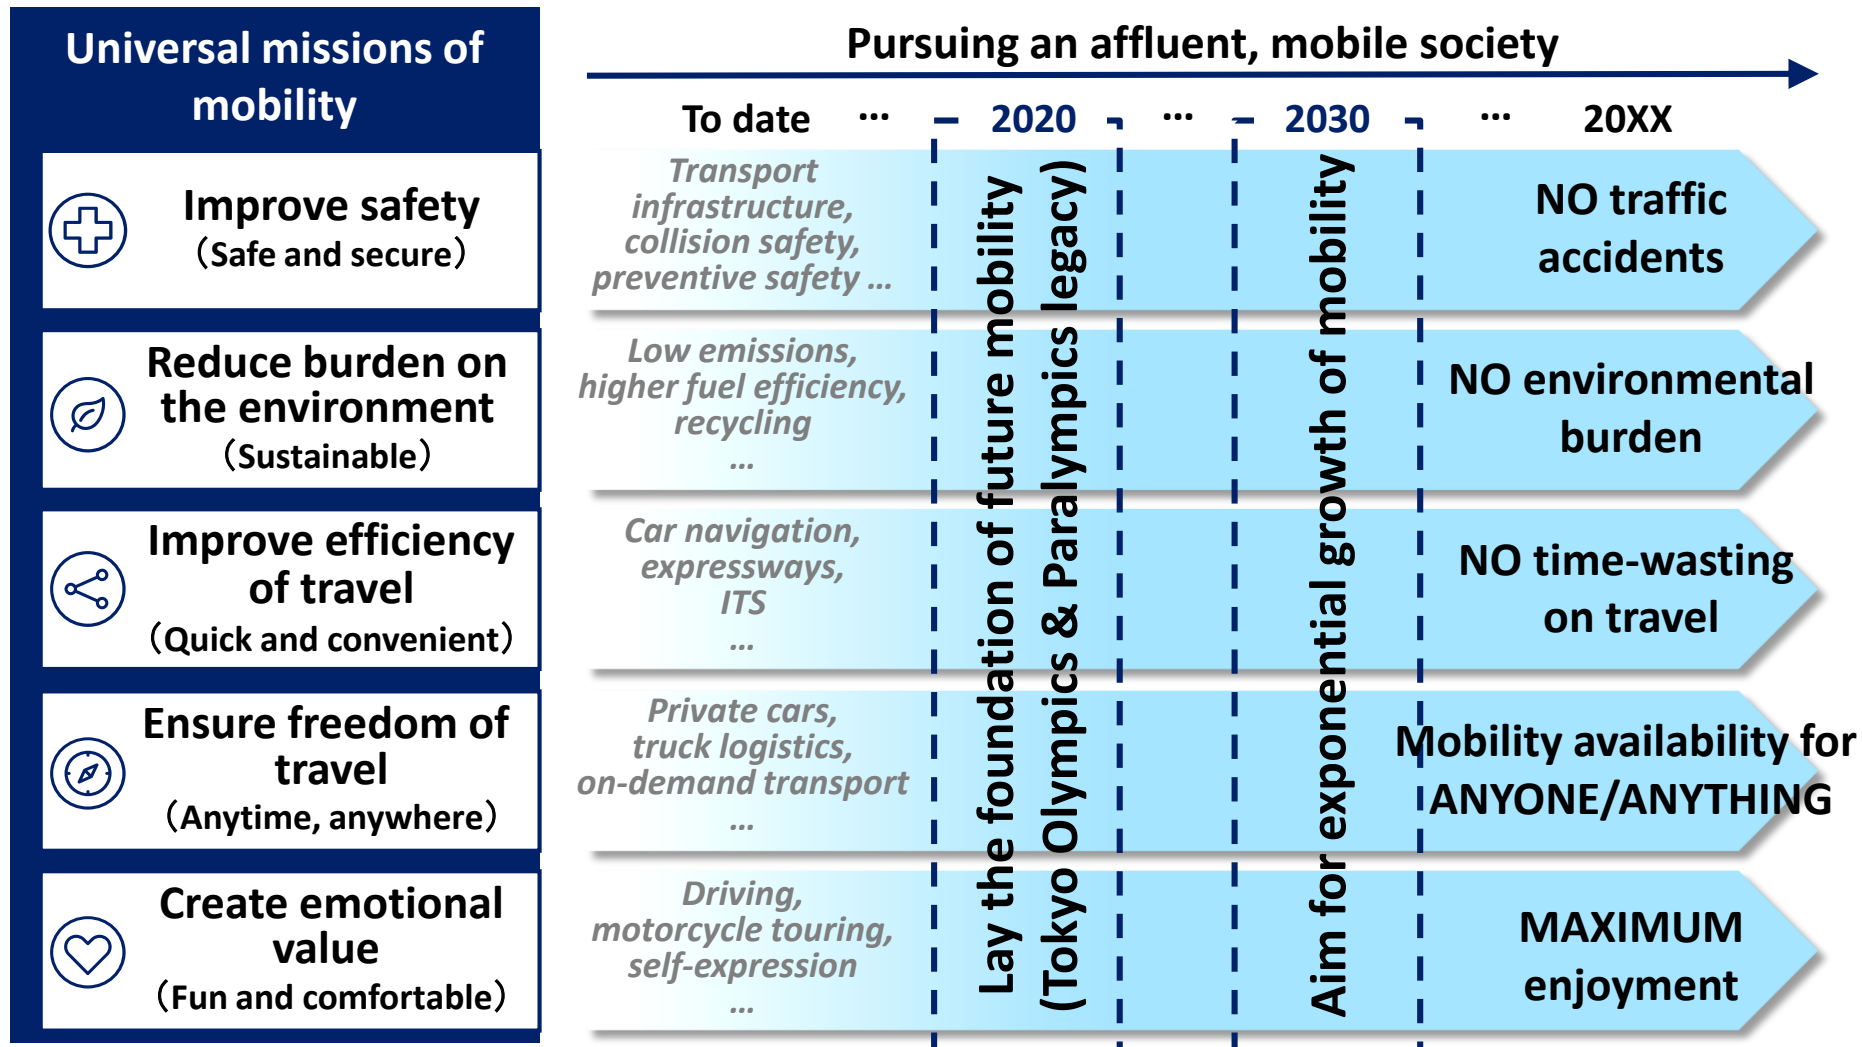 Universal missions of
mobility
Pursuing an affluent, mobile society
To date … 2020 … 2030 … 20XX
Improve safety
（Safe and secure）
Transport
infrastructure,
collision safety,
preventive safety …
NO traffic
accidents
Reduce burden on
the environment
（Sustainable）
Low emissions,
higher fuel efficiency,
recycling
…
NO environmental
burden
Improve efficiency
of travel
（Quick and convenient）
Car navigation,
expressways,
ITS
…
NO time-wasting
on travel
Ensure freedom of
travel
（Anytime, anywhere）
Private cars,
truck logistics,
on-demand transport
…
Mobility availability for
ANYONE/ANYTHING
Create emotional
value
（Fun and comfortable）
Driving,
motorcycle touring,
self-expression
…
MAXIMUM
enjoyment
Lay the foundation of future mobility
(Tokyo Olympics & Paralympics legacy)
Aim for exponential growth of mobility